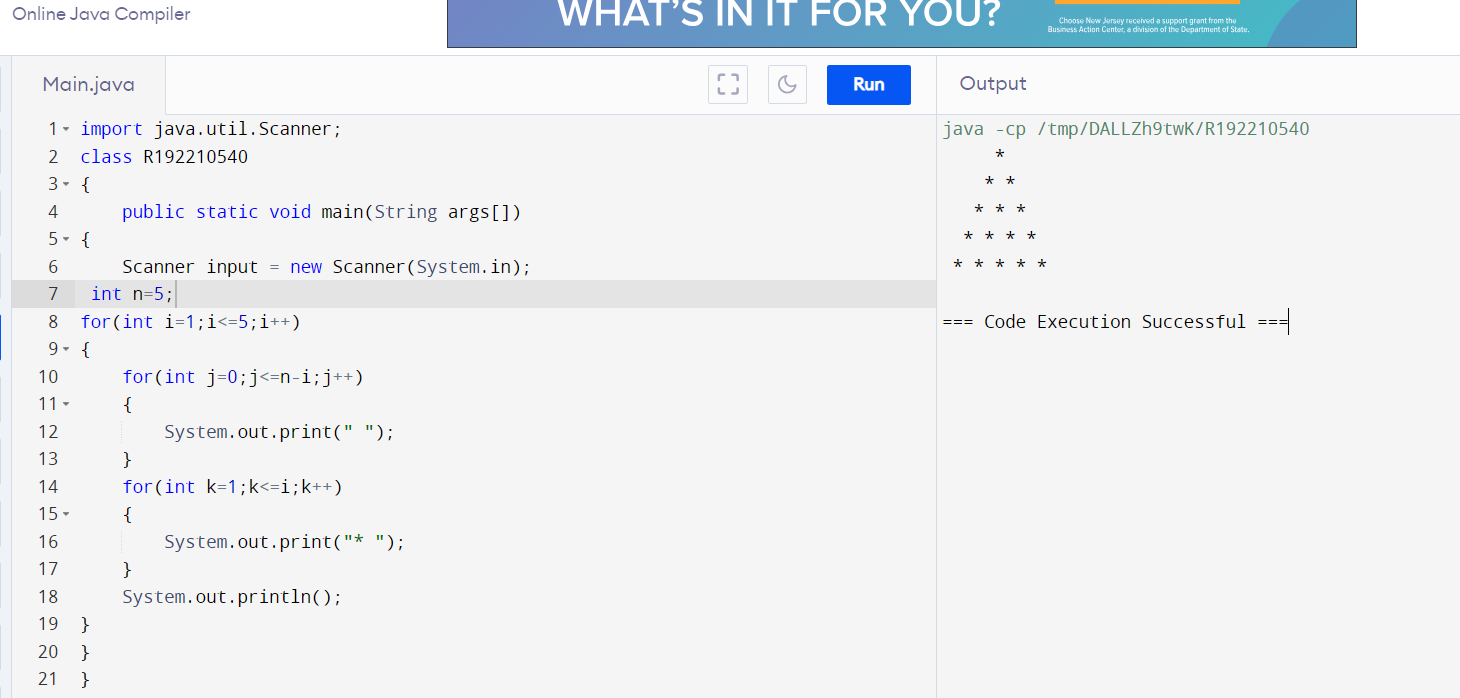 Online Java Compiler
WHAT'S IN IT FOR YOU?
Choose New Jersey received a support grant from the
Business Action Center, a division of the Department of State.
Main.java
Run
Output
1 import java.util.Scanner;
2 class R192210540
3 {
4     public static void main(String args[])
5 {
6     Scanner input = new Scanner(System.in);
7  int n=5;
8 for(int i=1;i<=5;i++)
9 {
10     for(int j=0;j<=n-i;j++)
11     {
12         System.out.print(" ");
13     }
14     for(int k=1;k<=i;k++)
15     {
16         System.out.print("* ");
17     }
18     System.out.println();
19 }
20 }
21 }
java -cp /tmp/DALLZh9twK/R192210540
     *
    * *
   * * *
  * * * *
 * * * * *
=== Code Execution Successful ===